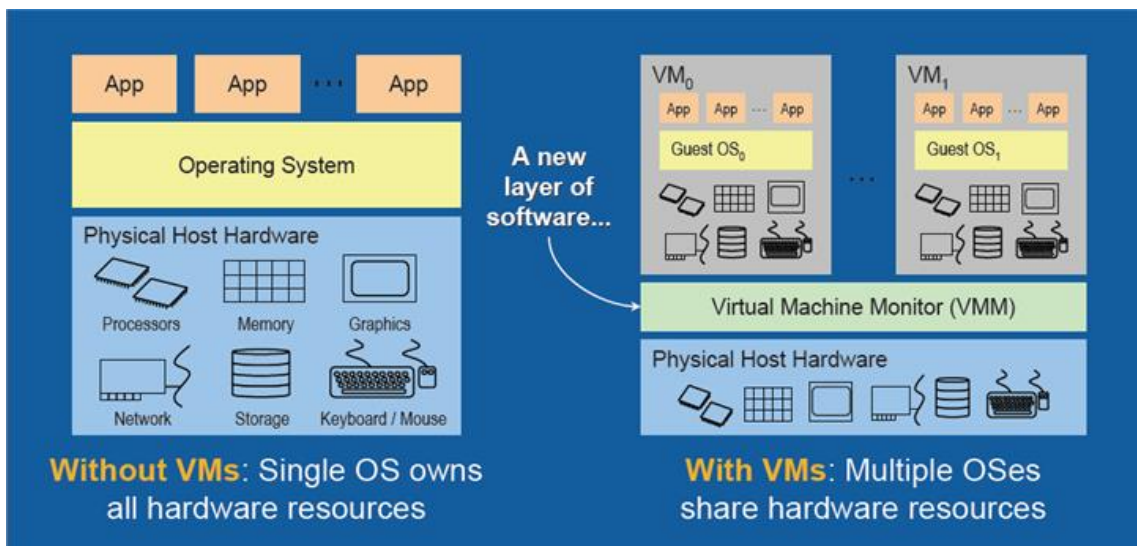 App
App
...
App
Operating System
Physical Host Hardware
Processors
Memory
Graphics
Network
Storage
Keyboard / Mouse
Without VMs: Single OS owns
all hardware resources
A new
layer of
software...
VM0
App
App
...
App
Guest OS0
...
VM1
App
App
...
App
Guest OS1
Virtual Machine Monitor (VMM)
Physical Host Hardware
With VMs: Multiple OSes
share hardware resources